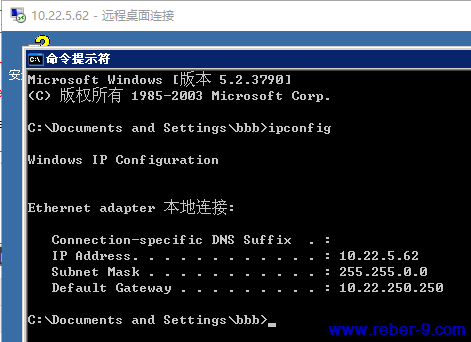 10.22.5.62 - 远程桌面连接
命令提示符
Microsoft Windows [版本 5.2.3790]
(C) 版权所有 1985-2003 Microsoft Corp.
C:\Documents and Settings\bbb>ipconfig
Windows IP Configuration
Ethernet adapter 本地连接:
Connection-specific DNS Suffix  . :
IP Address. . . . . . . . . . . . : 10.22.5.62
Subnet Mask . . . . . . . . . . . : 255.255.0.0
Default Gateway . . . . . . . . . : 10.22.250.250
C:\Documents and Settings\bbb>_
www.reber-9.com